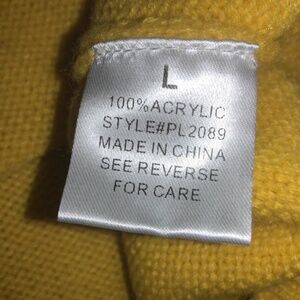 L
100%ACRYLIC
STYLE#PL2089
MADE IN CHINA
SEE REVERSE
FOR CARE